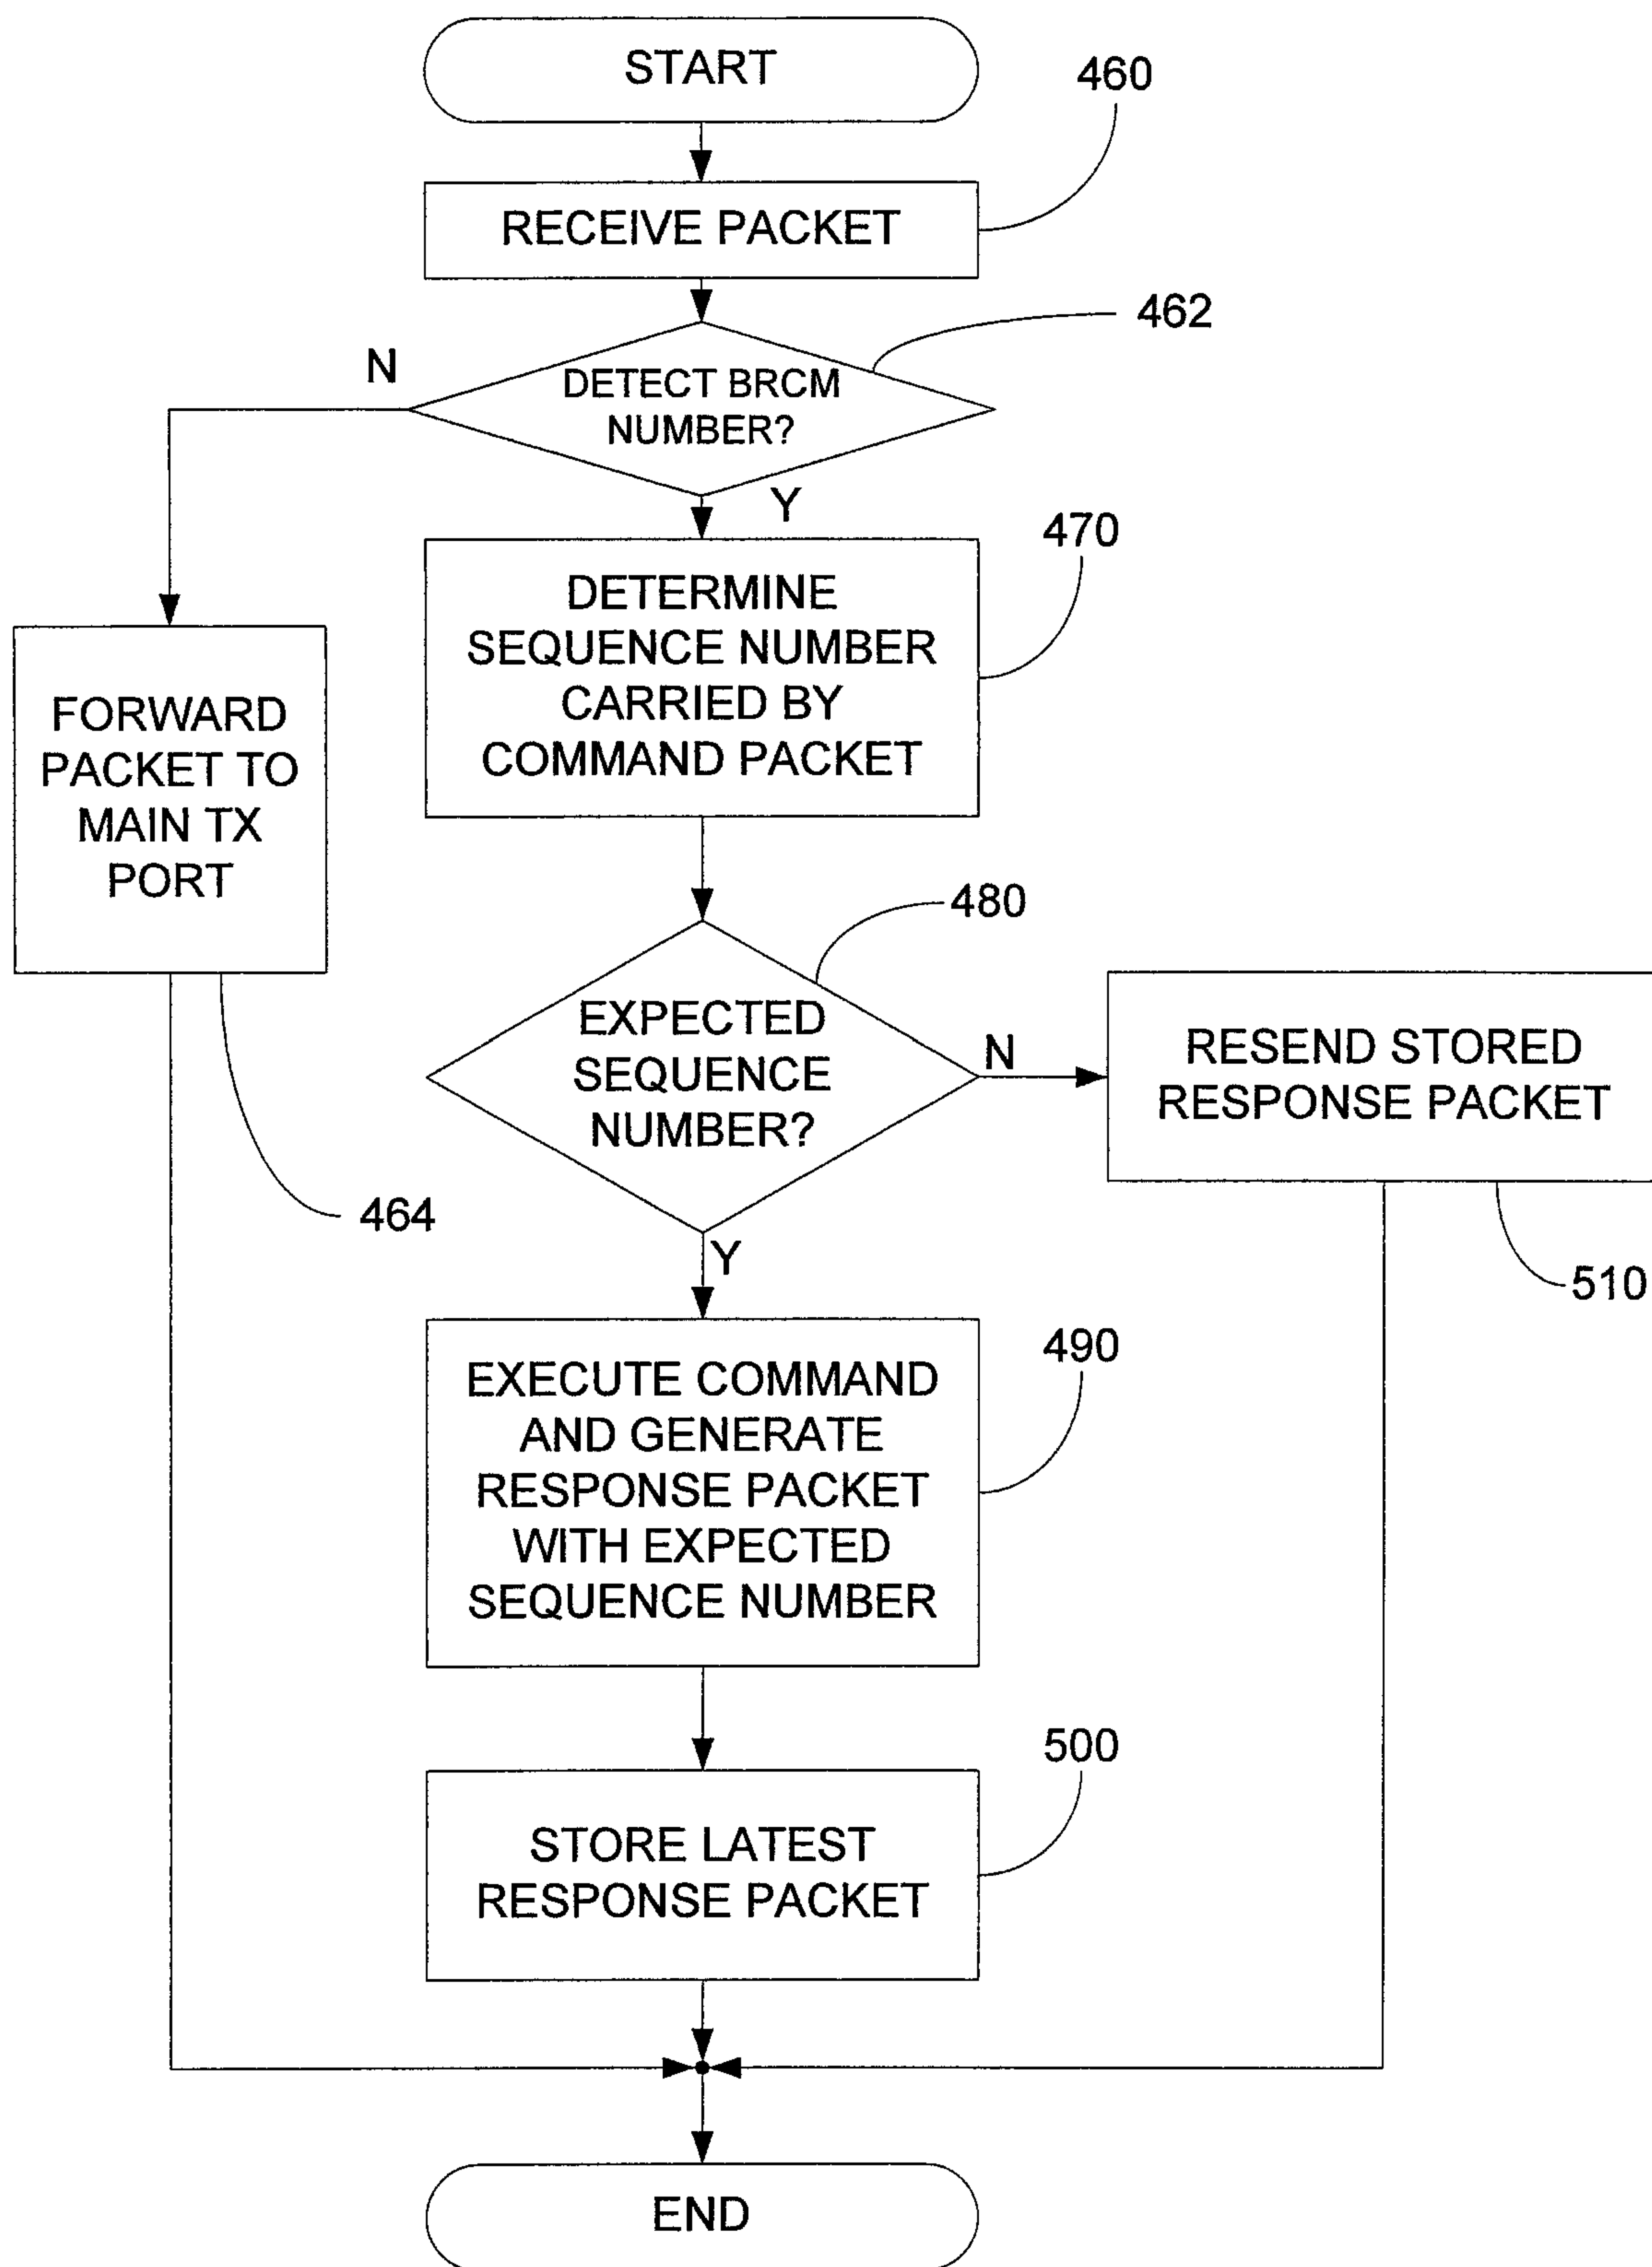 START
460
RECEIVE PACKET
462
N
DETECT BRCM
NUMBER?
Y
470
DETERMINE
SEQUENCE NUMBER
CARRIED BY
COMMAND PACKET
FORWARD
PACKET TO
MAIN TX
PORT
464
480
EXPECTED
SEQUENCE
NUMBER?
N
RESEND STORED
RESPONSE PACKET
510
Y
490
EXECUTE COMMAND
AND GENERATE
RESPONSE PACKET
WITH EXPECTED
SEQUENCE NUMBER
500
STORE LATEST
RESPONSE PACKET
END